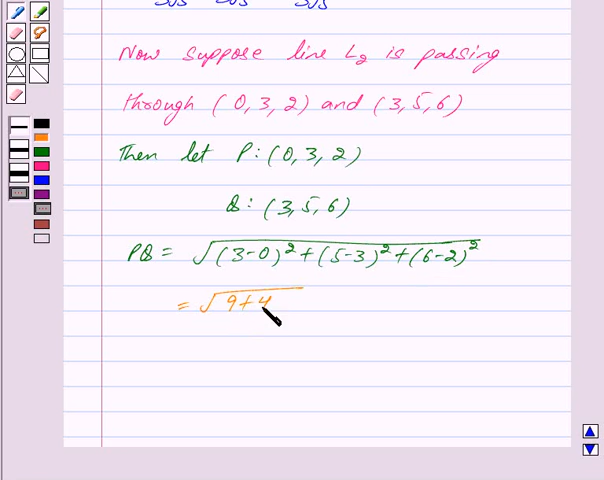 Now suppose line L₂ is passing
through (0, 3, 2) and (3, 5, 6)
Then let P : (0, 3, 2)
Q : (3, 5, 6)
PQ = √((3-0)² + (5-3)² + (6-2)²)
= √(9+4